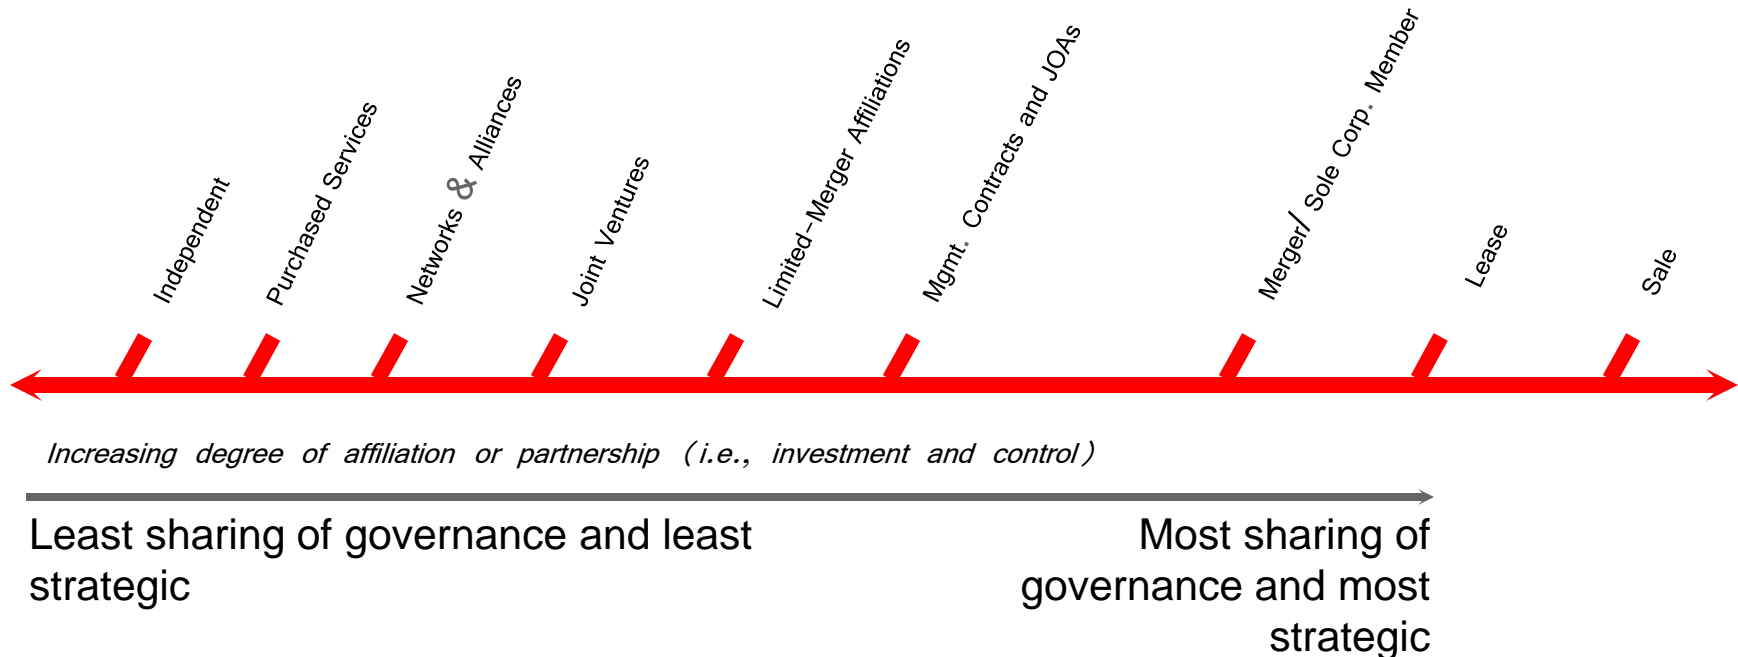 Independent
Purchased Services
Networks & Alliances
Joint Ventures
Limited-Merger Affiliations
Mgmt. Contracts and JOAs
Merger/ Sole Corp. Member
Lease
Sale
Increasing degree of affiliation or partnership (i.e., investment and control)
Least sharing of governance and least
strategic
Most sharing of
governance and most
strategic